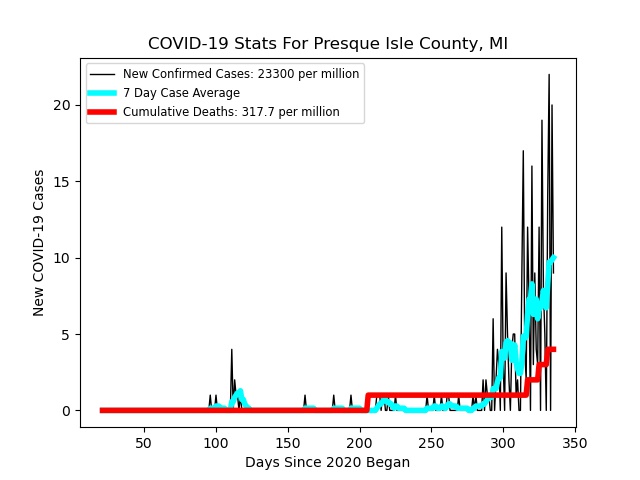 COVID-19 Stats For Presque Isle County, MI
New Confirmed Cases: 23300 per million
7 Day Case Average
Cumulative Deaths: 317.7 per million
New COVID-19 Cases
20
15
10
5
0
50 100 150 200 250 300 350
Days Since 2020 Began